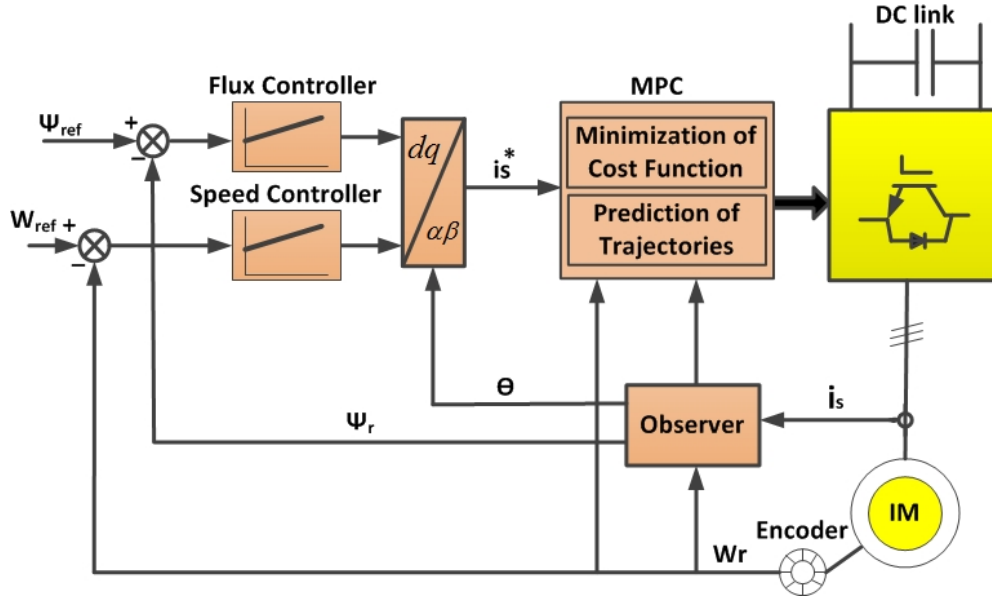 DC link
Flux Controller
MPC
Ψref
+
−
Minimization of
Cost Function
dq
is*
Speed Controller
Prediction of
Trajectories
Wref +
−
αβ
Θ
is
Ψr
Observer
IM
Encoder
Wr